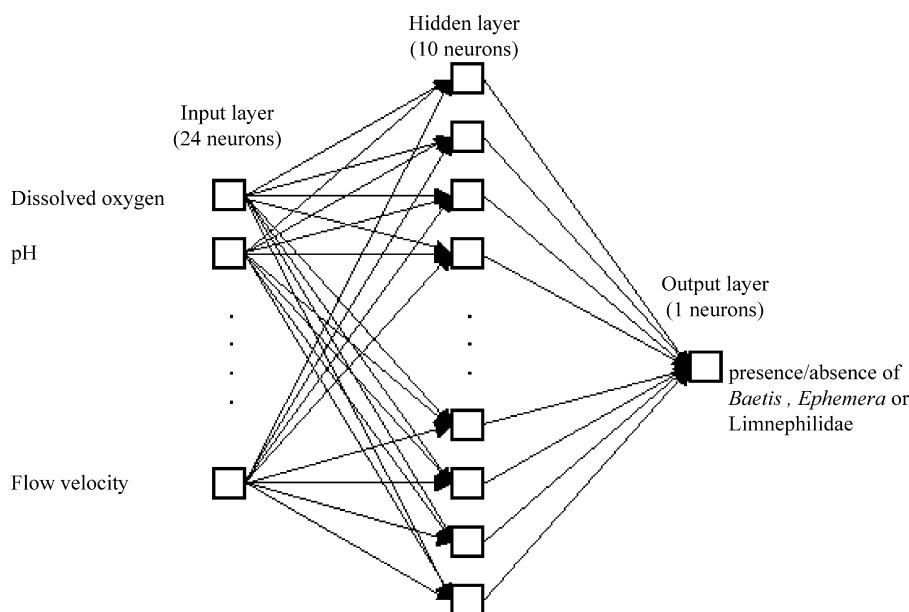 Hidden layer
(10 neurons)
Input layer
(24 neurons)
Dissolved oxygen
pH
Flow velocity
Output layer
(1 neurons)
presence/absence of
Baetis , Ephemera or
Limnephilidae